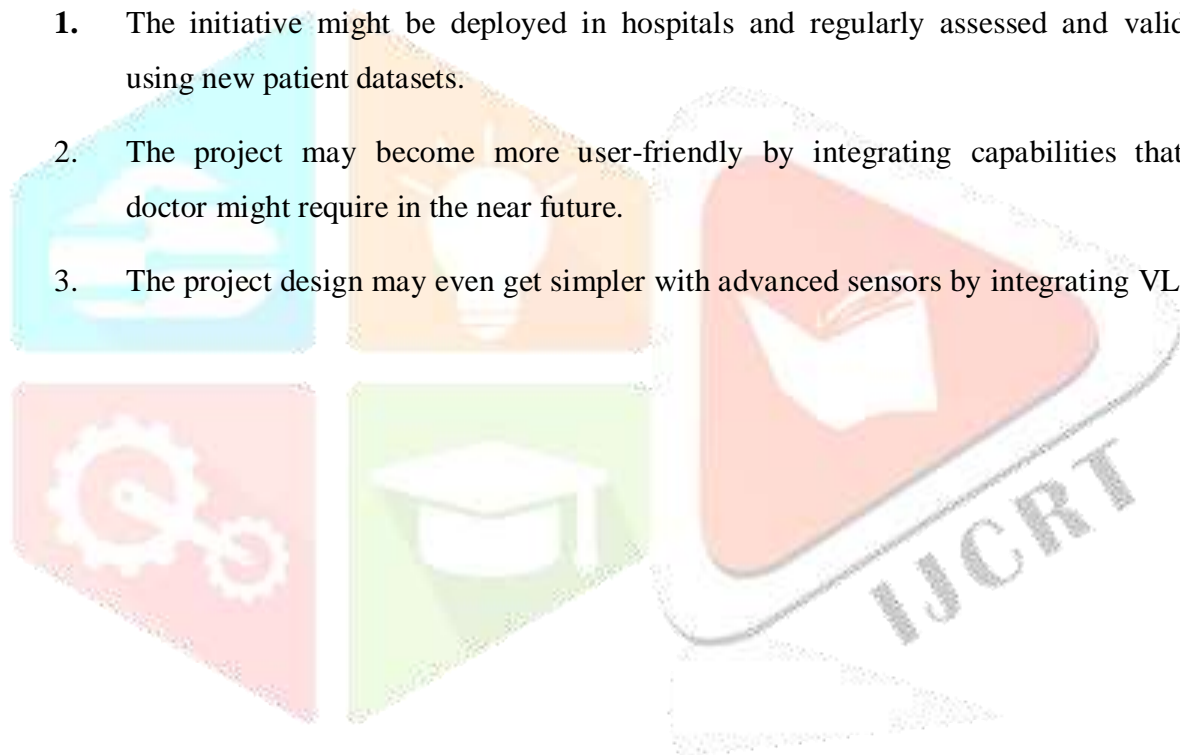 1. The initiative might be deployed in hospitals and regularly assessed and valid
using new patient datasets.
2. The project may become more user-friendly by integrating capabilities that
doctor might require in the near future.
3. The project design may even get simpler with advanced sensors by integrating VL
IJCRT